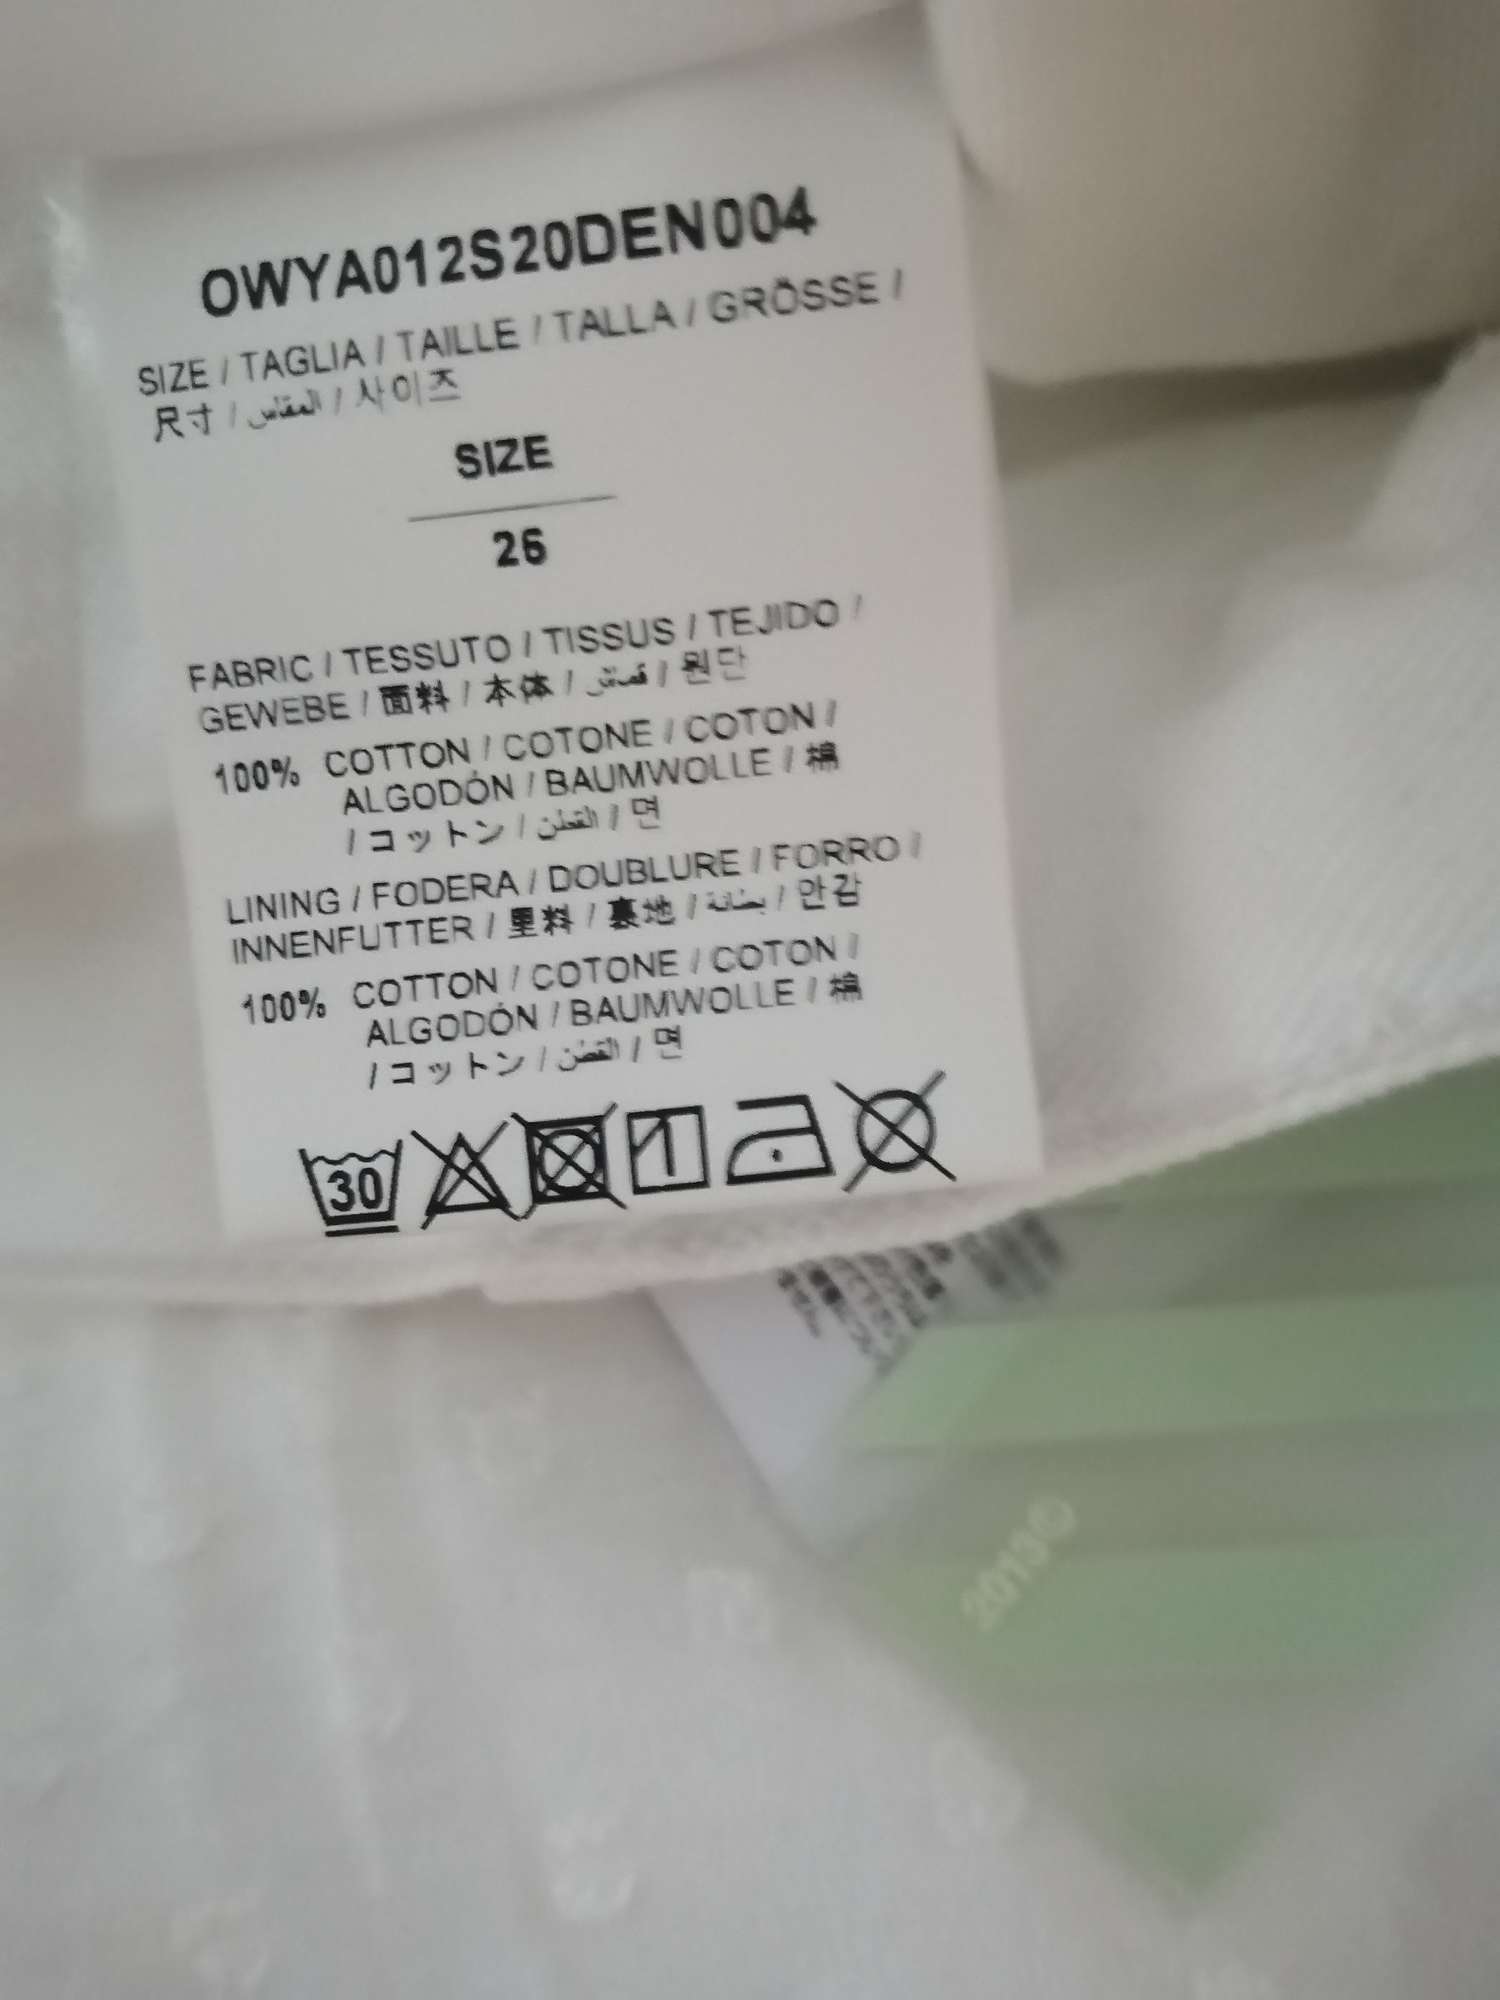 OWYA012S20DEN004
SIZE / TAGLIA / TAILLE / TALLA / GRÖSSE /
尺寸 / المقاس / 사이즈
SIZE
26
FABRIC / TESSUTO / TISSUS / TEJIDO /
GEWEBE / 面料 / 本体 / قماش / 원단
100% COTTON / COTONE / COTON /
ALGODÓN / BAUMWOLLE / 棉
/ コットン / القطن / 면
LINING / FODERA / DOUBLURE / FORRO /
INNENFUTTER / 里料 / 裏地 / بطانة / 안감
100% COTTON / COTONE / COTON /
ALGODÓN / BAUMWOLLE / 棉
/ コットン / القطن / 면
30
2013©